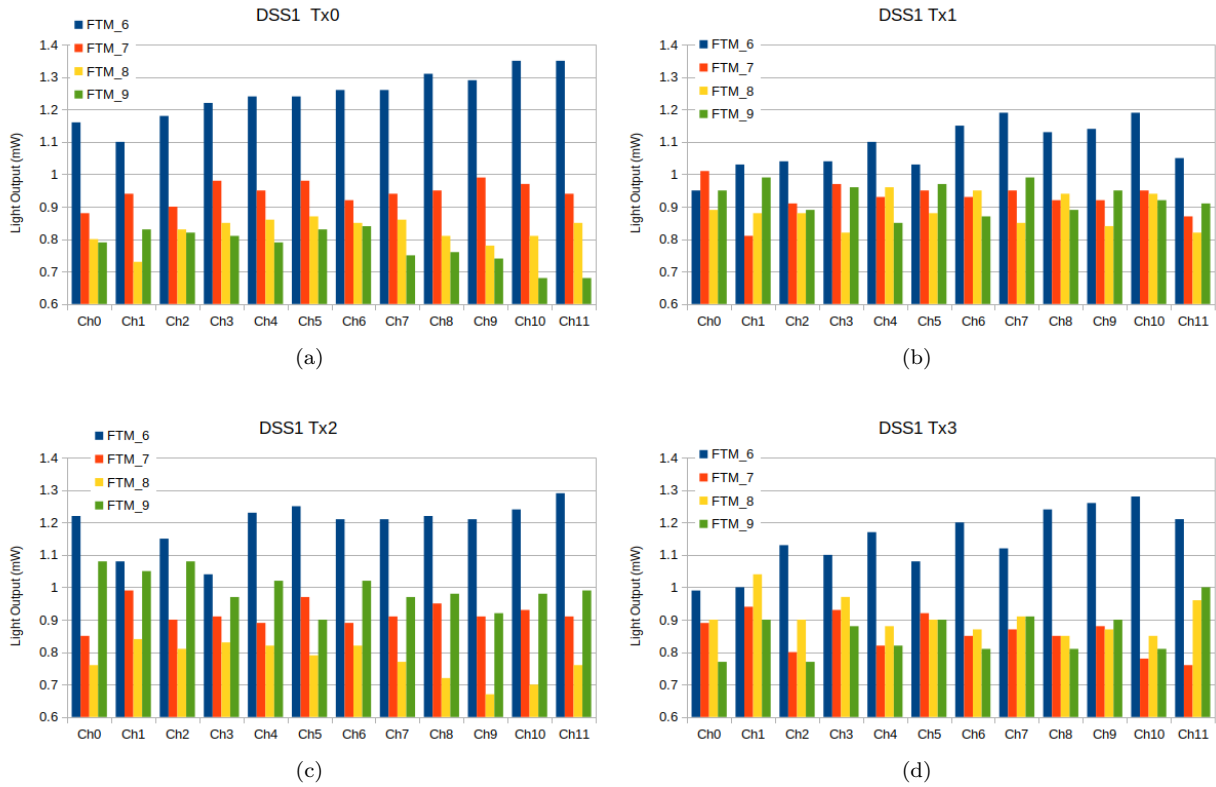 DSS1 Tx0
FTM_6
FTM_7
FTM_8
FTM_9
Light Output (mW)
1.4
1.3
1.2
1.1
1
0.9
0.8
0.7
0.6
Ch0 Ch1 Ch2 Ch3 Ch4 Ch5 Ch6 Ch7 Ch8 Ch9 Ch10 Ch11
(a)
DSS1 Tx1
FTM_6
FTM_7
FTM_8
FTM_9
Light Output (mW)
1.4
1.3
1.2
1.1
1
0.9
0.8
0.7
0.6
Ch0 Ch1 Ch2 Ch3 Ch4 Ch5 Ch6 Ch7 Ch8 Ch9 Ch10 Ch11
(b)
DSS1 Tx2
FTM_6
FTM_7
FTM_8
FTM_9
Light Output (mW)
1.4
1.3
1.2
1.1
1
0.9
0.8
0.7
0.6
Ch0 Ch1 Ch2 Ch3 Ch4 Ch5 Ch6 Ch7 Ch8 Ch9 Ch10 Ch11
(c)
DSS1 Tx3
FTM_6
FTM_7
FTM_8
FTM_9
Light Output (mW)
1.4
1.3
1.2
1.1
1
0.9
0.8
0.7
0.6
Ch0 Ch1 Ch2 Ch3 Ch4 Ch5 Ch6 Ch7 Ch8 Ch9 Ch10 Ch11
(d)